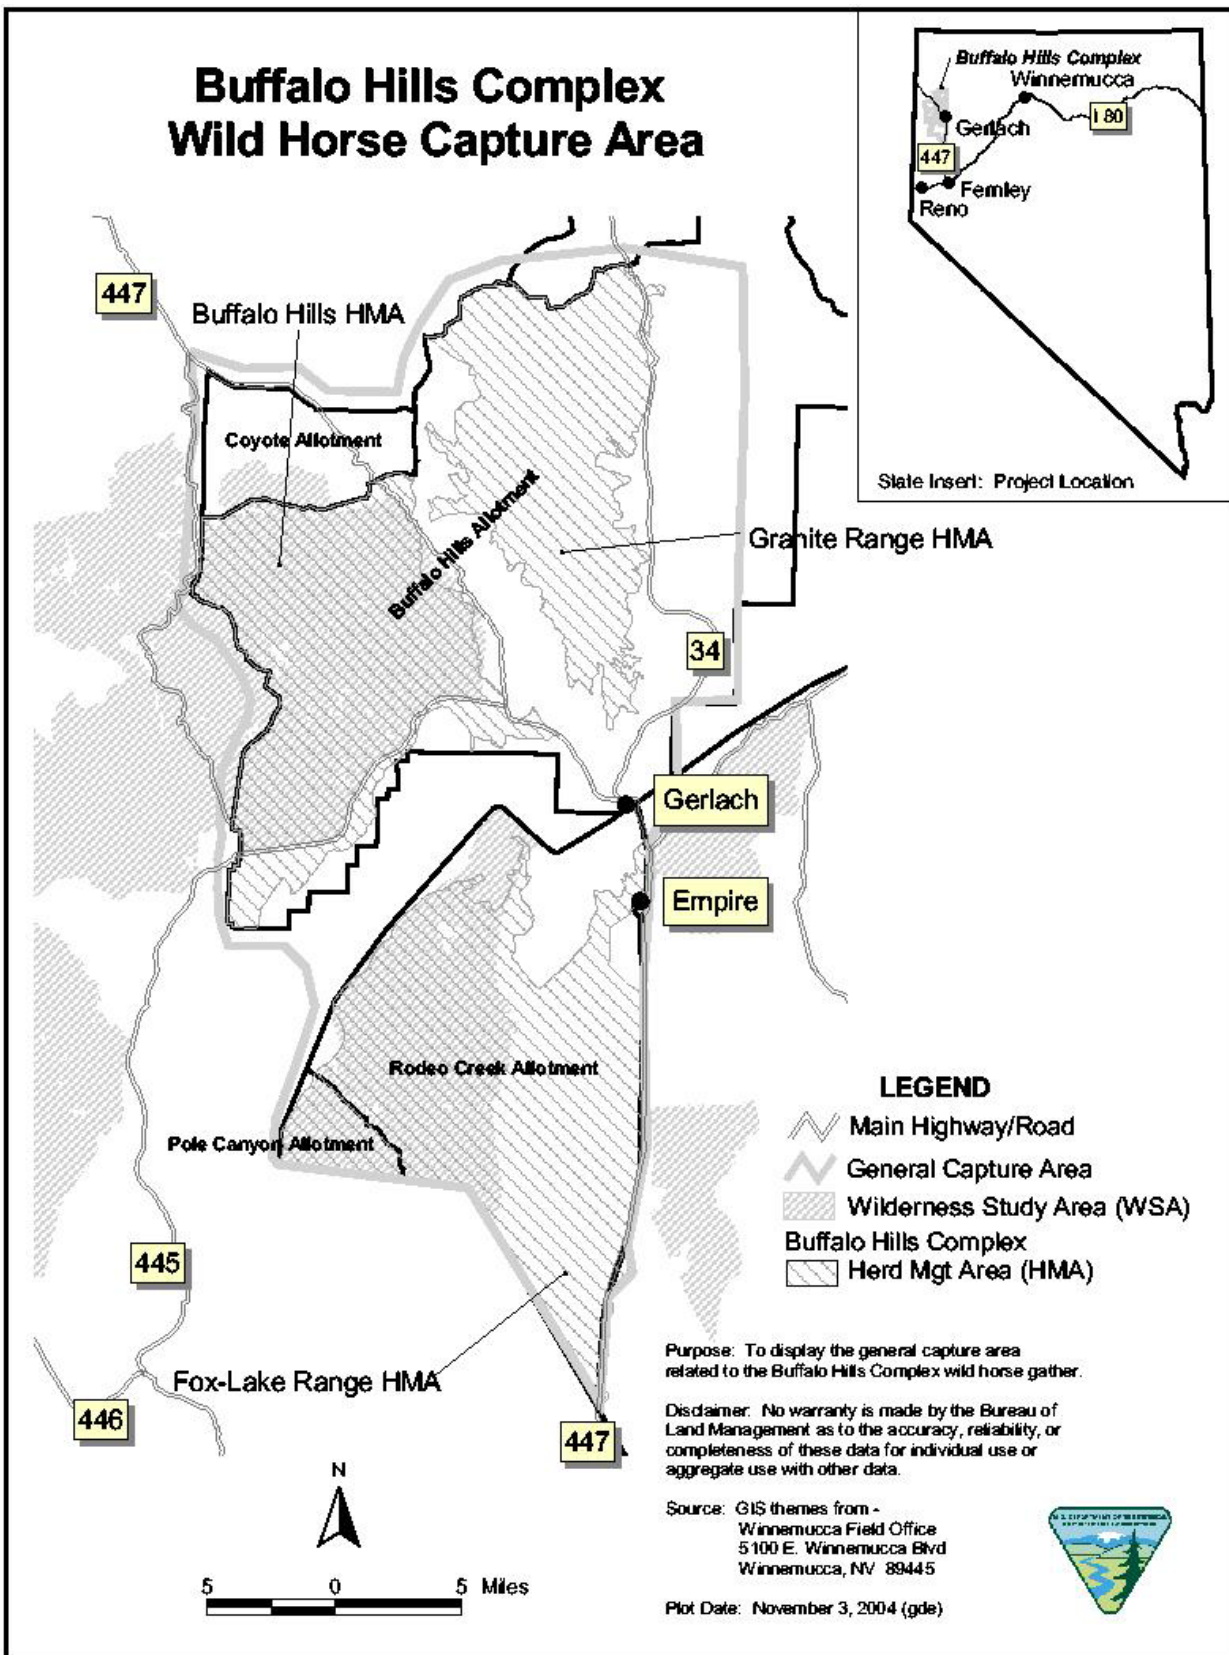 Buffalo Hills Complex
Wild Horse Capture Area
Buffalo Hills Complex
Winnemucca
I 80
Gerlach
447
Fernley
Reno
State Insert: Project Location
447
Buffalo Hills HMA
Coyote Allotment
Buffalo Hills Allotment
Granite Range HMA
34
Gerlach
Empire
Rodeo Creek Allotment
Pole Canyon Allotment
445
Fox-Lake Range HMA
446
447
LEGEND
Main Highway/Road
General Capture Area
Wilderness Study Area (WSA)
Buffalo Hills Complex
Herd Mgt Area (HMA)
Purpose: To display the general capture area
related to the Buffalo Hills Complex wild horse gather.
Disclaimer: No warranty is made by the Bureau of
Land Management as to the accuracy, reliability, or
completeness of these data for individual use or
aggregate use with other data.
Source: GIS themes from -
Winnemucca Field Office
5100 E. Winnemucca Blvd
Winnemucca, NV 89445
Plot Date: November 3, 2004 (gde)
N
5 0 5 Miles